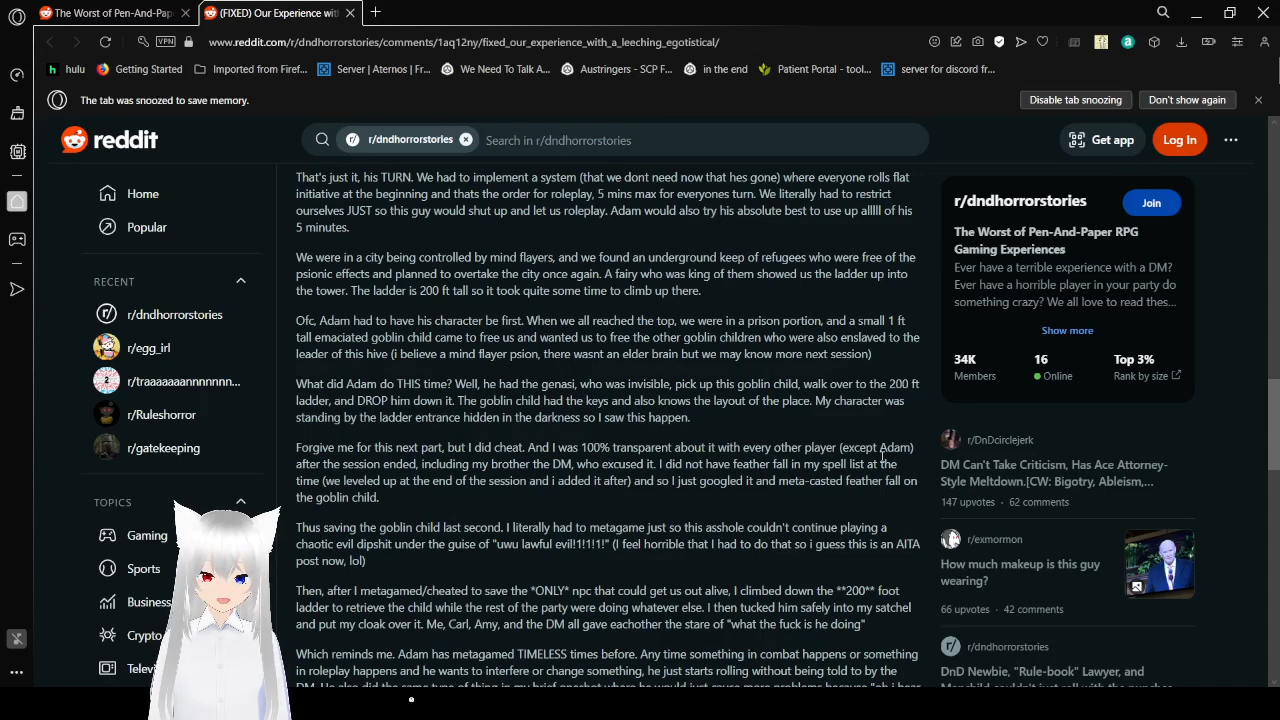 The Worst of Pen-And-Pap
(FIXED) Our Experience wit
VPN
www.reddit.com/r/dndhorrorstories/comments/1aq12ny/fixed_our_experience_with_a_leeching_egotistical/
hulu
Getting Started
Imported from Firef...
Server | Aternos | Fr...
We Need To Talk A...
Austringers - SCP F...
in the end
Patient Portal - tool...
server for discord fr...
The tab was snoozed to save memory.
Disable tab snoozing
Don't show again
reddit
r/ r/dndhorrorstories
Search in r/dndhorrorstories
Get app
Log In
Home
Popular
RECENT
r/ r/dndhorrorstories
r/egg_irl
r/traaaaaaannnnnnn...
r/Ruleshorror
r/gatekeeping
TOPICS
Gaming
Sports
Business
Crypto
Televi
That's just it, his TURN. We had to implement a system (that we dont need now that hes gone) where everyone rolls flat
initiative at the beginning and thats the order for roleplay, 5 mins max for everyones turn. We literally had to restrict
ourselves JUST so this guy would shut up and let us roleplay. Adam would also try his absolute best to use up alllll of his
5 minutes.
We were in a city being controlled by mind flayers, and we found an underground keep of refugees who were free of the
psionic effects and planned to overtake the city once again. A fairy who was king of them showed us the ladder up into
the tower. The ladder is 200 ft tall so it took quite some time to climb up there.
Ofc, Adam had to have his character be first. When we all reached the top, we were in a prison portion, and a small 1 ft
tall emaciated goblin child came to free us and wanted us to free the other goblin children who were also enslaved to the
leader of this hive (i believe a mind flayer psion, there wasnt an elder brain but we may know more next session)
What did Adam do THIS time? Well, he had the genasi, who was invisible, pick up this goblin child, walk over to the 200 ft
ladder, and DROP him down it. The goblin child had the keys and also knows the layout of the place. My character was
standing by the ladder entrance hidden in the darkness so I saw this happen.
Forgive me for this next part, but I did cheat. And I was 100% transparent about it with every other player (except Adam)
after the session ended, including my brother the DM, who excused it. I did not have feather fall in my spell list at the
time (we leveled up at the end of the session and i added it after) and so I just googled it and meta-casted feather fall on
the goblin child.
Thus saving the goblin child last second. I literally had to metagame just so this asshole couldn't continue playing a
chaotic evil dipshit under the guise of "uwu lawful evil!1!1!1!" (I feel horrible that I had to do that so i guess this is an AITA
post now, lol)
Then, after I metagamed/cheated to save the *ONLY* npc that could get us out alive, I climbed down the **200** foot
ladder to retrieve the child while the rest of the party were doing whatever else. I then tucked him safely into my satchel
and put my cloak over it. Me, Carl, Amy, and the DM all gave eachother the stare of "what the fuck is he doing"
Which reminds me. Adam has metagamed TIMELESS times before. Any time something in combat happens or something
in roleplay happens and he wants to interfere or change something, he just starts rolling without being told to by the
r/dndhorrorstories
Join
The Worst of Pen-And-Paper RPG
Gaming Experiences
Ever have a terrible experience with a DM?
Ever have a horrible player in your party do
something crazy? We all love to read thes...
Show more
34K
Members
16
Online
Top 3%
Rank by size
r/DnDcirclejerk
DM Can't Take Criticism, Has Ace Attorney-
Style Meltdown.[CW: Bigotry, Ableism,...
147 upvotes · 62 comments
r/exmormon
How much makeup is this guy
wearing?
66 upvotes · 42 comments
r/ r/dndhorrorstories
DnD Newbie, "Rule-book" Lawyer, and